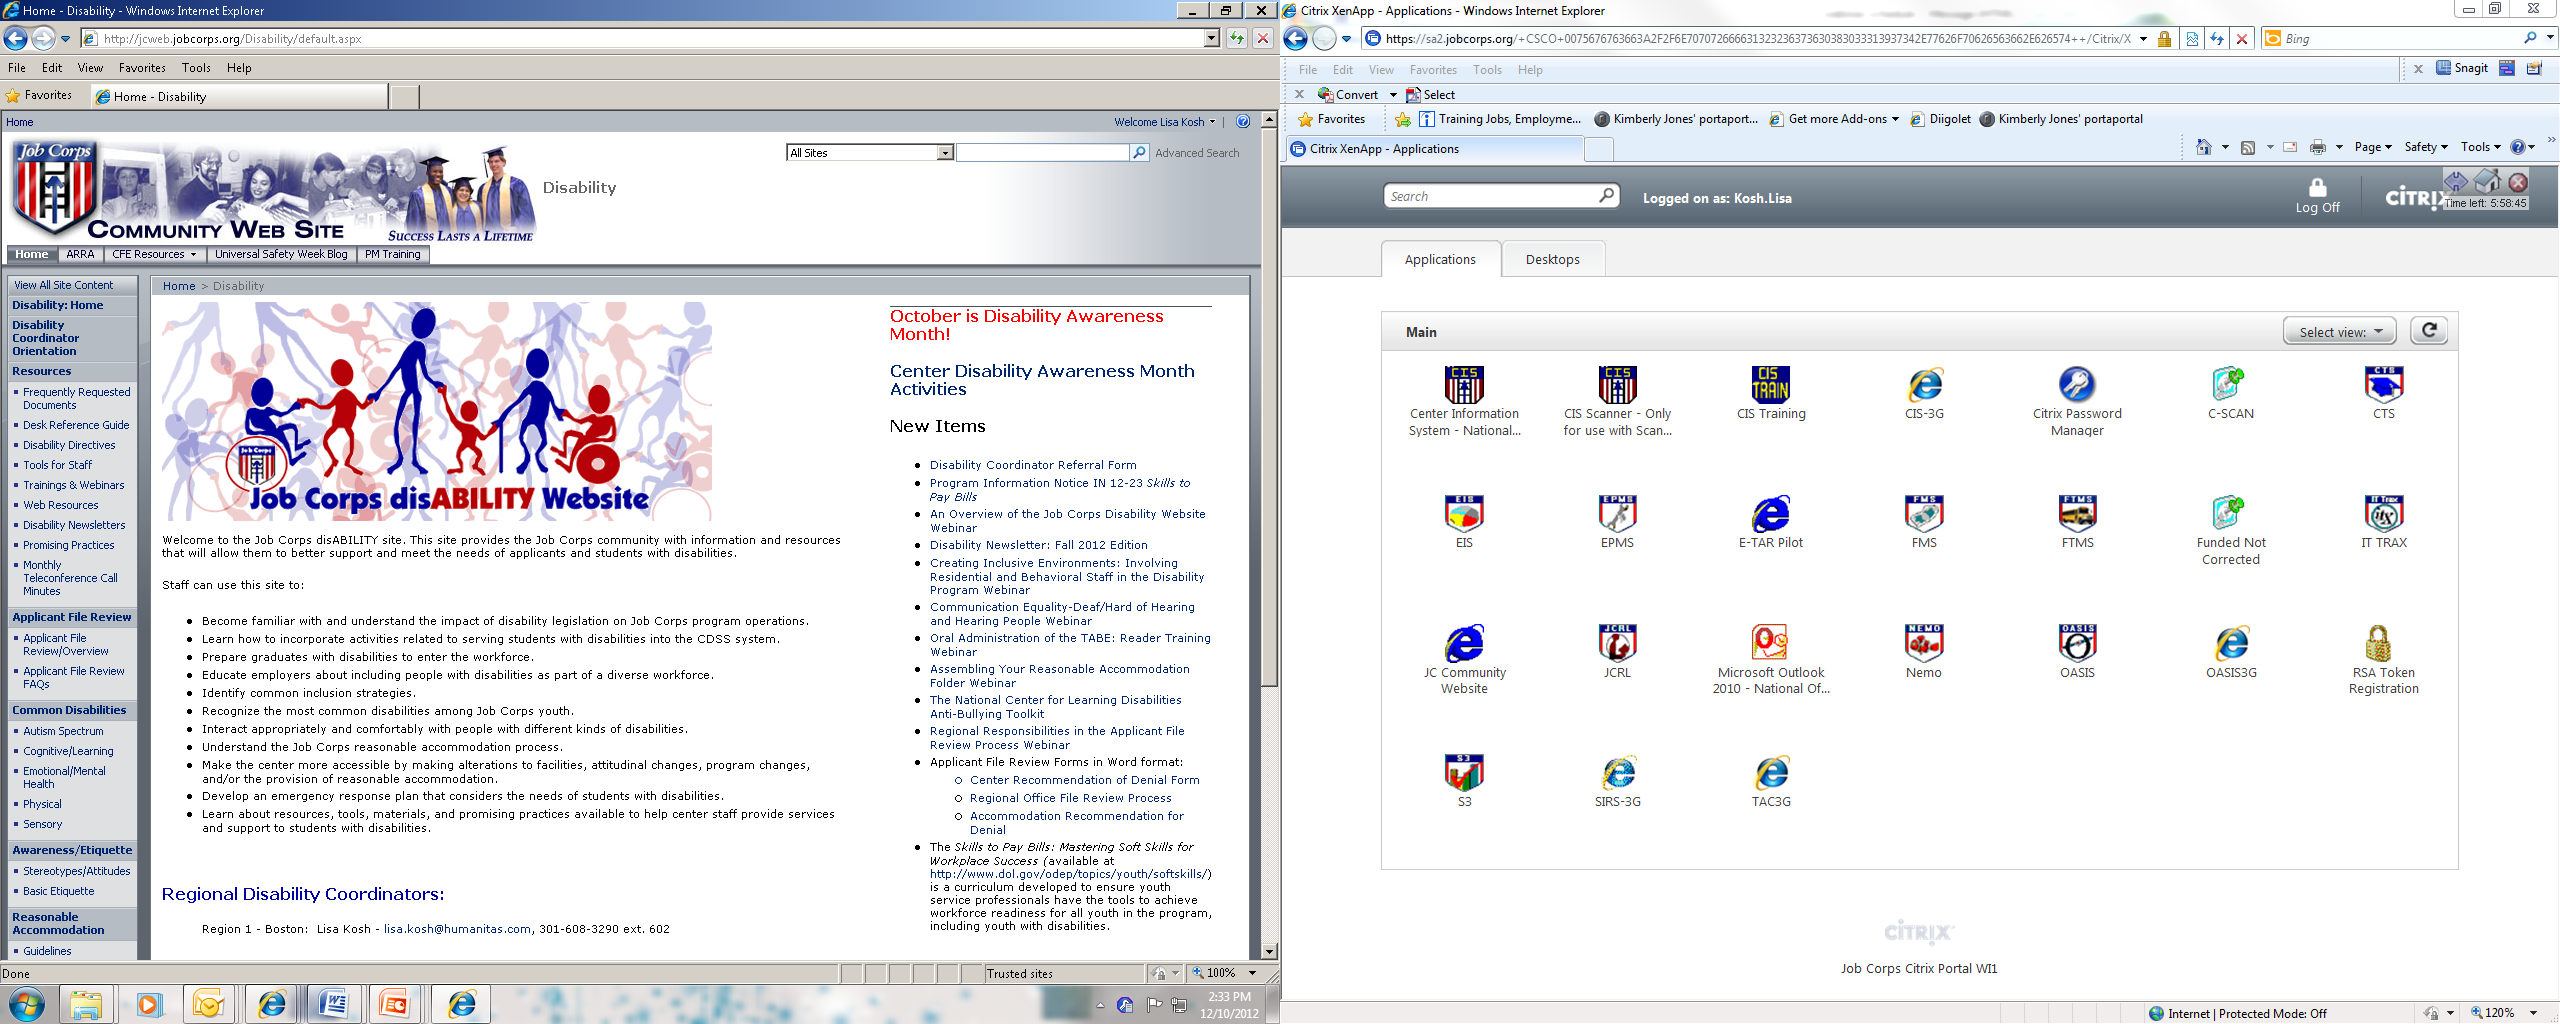 Home - Disability - Windows Internet Explorer
http://jcweb.jobcorps.org/Disability/default.aspx
File Edit View Favorites Tools Help
Favorites
Home - Disability
Home
Welcome Lisa Kosh
Job Corps
COMMUNITY WEB SITE
SUCCESS LASTS A LIFETIME
Disability
All Sites
Advanced Search
Home ARRA CFE Resources Universal Safety Week Blog PM Training
View All Site Content
Disability: Home
Disability
Coordinator
Orientation
Resources
Frequently Requested
Documents
Desk Reference Guide
Disability Directives
Tools for Staff
Trainings & Webinars
Web Resources
Disability Newsletters
Promising Practices
Monthly
Teleconference Call
Minutes
Applicant File Review
Applicant File
Review/Overview
Applicant File Review
FAQs
Common Disabilities
Autism Spectrum
Cognitive/Learning
Emotional/Mental
Health
Physical
Sensory
Awareness/Etiquette
Stereotypes/Attitudes
Basic Etiquette
Reasonable
Accommodation
Guidelines
Home > Disability
Job Corps
Job Corps disABILITY Website
Welcome to the Job Corps disABILITY site. This site provides the Job Corps community with information and resources
that will allow them to better support and meet the needs of applicants and students with disabilities.
Staff can use this site to:
Become familiar with and understand the impact of disability legislation on Job Corps program operations.
Learn how to incorporate activities related to serving students with disabilities into the CDSS system.
Prepare graduates with disabilities to enter the workforce.
Educate employers about including people with disabilities as part of a diverse workforce.
Identify common inclusion strategies.
Recognize the most common disabilities among Job Corps youth.
Interact appropriately and comfortably with people with different kinds of disabilities.
Understand the Job Corps reasonable accommodation process.
Make the center more accessible by making alterations to facilities, attitudinal changes, program changes,
and/or the provision of reasonable accommodation.
Develop an emergency response plan that considers the needs of students with disabilities.
Learn about resources, tools, materials, and promising practices available to help center staff provide services
and support to students with disabilities.
Regional Disability Coordinators:
Region 1 - Boston: Lisa Kosh - lisa.kosh@humanitas.com, 301-608-3290 ext. 602
October is Disability Awareness
Month!
Center Disability Awareness Month
Activities
New Items
Disability Coordinator Referral Form
Program Information Notice IN 12-23 Skills to
Pay Bills
An Overview of the Job Corps Disability Website
Webinar
Disability Newsletter: Fall 2012 Edition
Creating Inclusive Environments: Involving
Residential and Behavioral Staff in the Disability
Program Webinar
Communication Equality-Deaf/Hard of Hearing
and Hearing People Webinar
Oral Administration of the TABE: Reader Training
Webinar
Assembling Your Reasonable Accommodation
Folder Webinar
The National Center for Learning Disabilities
Anti-Bullying Toolkit
Regional Responsibilities in the Applicant File
Review Process Webinar
Applicant File Review Forms in Word format:
Center Recommendation of Denial Form
Regional Office File Review Process
Accommodation Recommendation for
Denial
The Skills to Pay Bills: Mastering Soft Skills for
Workplace Success (available at
http://www.dol.gov/odep/topics/youth/softskills/)
is a curriculum developed to ensure youth
service professionals have the tools to achieve
workforce readiness for all youth in the program,
including youth with disabilities.
Done
Trusted sites
100%
2:33 PM
12/10/2012
Citrix XenApp - Applications - Windows Internet Explorer
Bing
File Edit View Favorites Tools Help
Snagit
Convert Select
Favorites
Training Jobs, Employme...
Kimberly Jones' portaport...
Get more Add-ons
Diigolet
Kimberly Jones' portaportal
Citrix XenApp - Applications
Page Safety Tools
Search
Logged on as: Kosh.Lisa
Log Off
Time left: 5:58:45
Applications Desktops
Main
Select view:
CIS CIS CIS TRAIN CTS
Center Information
System - National...
CIS Scanner - Only
for use with Scan...
CIS Training
CIS-3G
Citrix Password
Manager
C-SCAN
CTS
EIS EPMS FMS FTMS IT Trax
EIS
EPMS
E-TAR Pilot
FMS
FTMS
Funded Not
Corrected
IT TRAX
JCRL NEMO OASIS
JC Community
Website
JCRL
Microsoft Outlook
2010 - National Of...
Nemo
OASIS
OASIS3G
RSA Token
Registration
S3
S3
SIRS-3G
TAC3G
CITRIX
Job Corps Citrix Portal WI1
Internet | Protected Mode: Off
120%